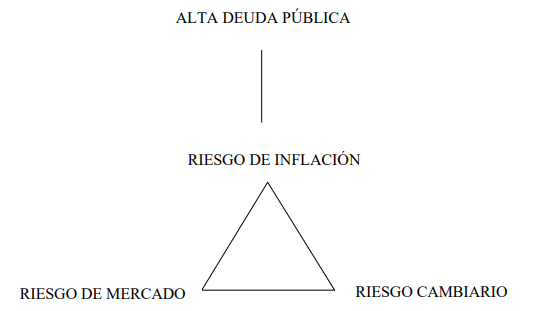 ALTA DEUDA PÚBLICA
RIESGO DE INFLACIÓN
RIESGO DE MERCADO
RIESGO CAMBIARIO